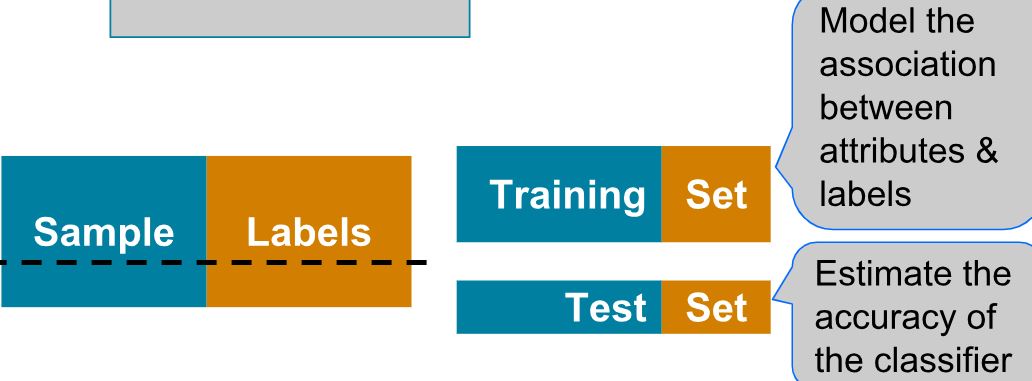 Model the
association
between
attributes &
labels
Training Set
Sample Labels
Test Set
Estimate the
accuracy of
the classifier